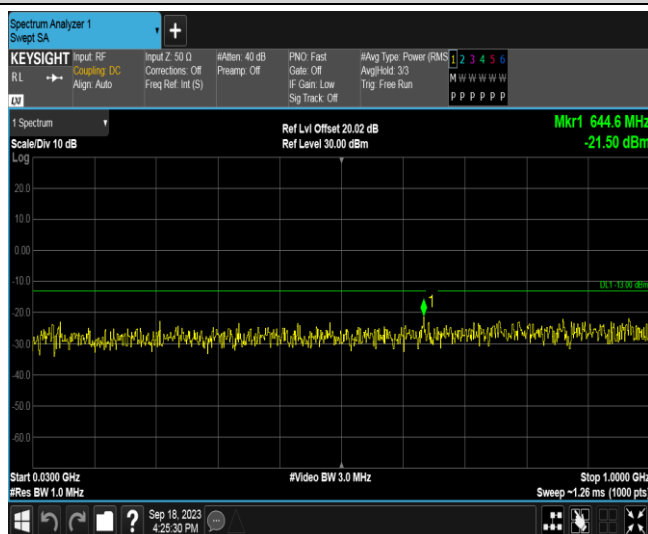 Spectrum Analyzer 1
Swept SA
+
KEYSIGHT
RL
LXI
Input: RF
Coupling: DC
Align: Auto
Input Z: 50 Ω
Corrections: Off
Freq Ref: Int (S)
#Atten: 40 dB
Preamp: Off
PNO: Fast
Gate: Off
IF Gain: Low
Sig Track: Off
#Avg Type: Power (RMS
Avg|Hold: 3/3
Trig: Free Run
1 2 3 4 5 6
M W W W W W
P P P P P P
1 Spectrum
Scale/Div 10 dB
Log
Ref Lvl Offset 20.02 dB
Ref Level 30.00 dBm
Mkr1 644.6 MHz
-21.50 dBm
20.0
10.0
0.00
-10.0
-20.0
-30.0
-40.0
-50.0
-60.0
DL1 -13.00 dBm
1
Start 0.0300 GHz
#Res BW 1.0 MHz
#Video BW 3.0 MHz
Stop 1.0000 GHz
Sweep ~1.26 ms (1000 pts)
?
Sep 18, 2023
4:25:30 PM